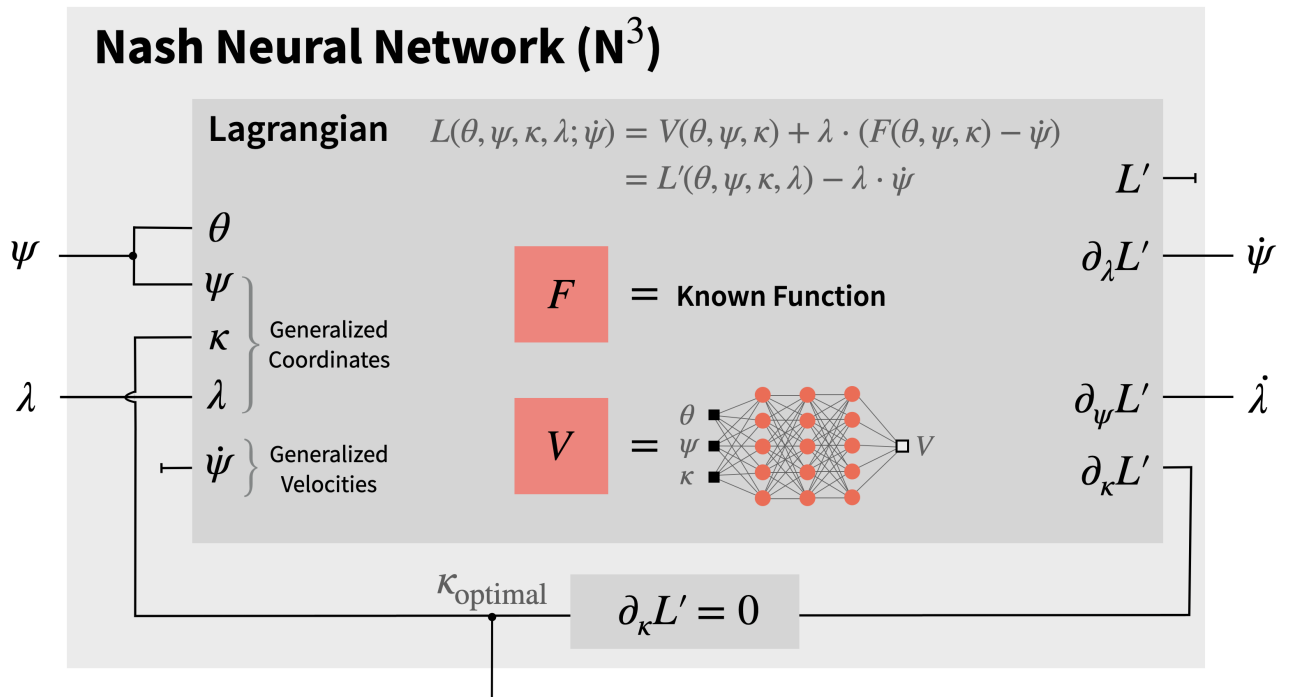 Nash Neural Network (N³)
Lagrangian L(θ, ψ, κ, λ; ψ̇) = V(θ, ψ, κ) + λ · (F(θ, ψ, κ) − ψ̇)
= L′(θ, ψ, κ, λ) − λ · ψ̇
L′
θ
ψ
∂λL′
ψ̇
ψ
F = Known Function
κ
Generalized
Coordinates
λ
λ
∂ψL′
λ̇
θ
V = ψ V
κ
ψ̇
Generalized
Velocities
∂κL′
κoptimal
∂κL′ = 0